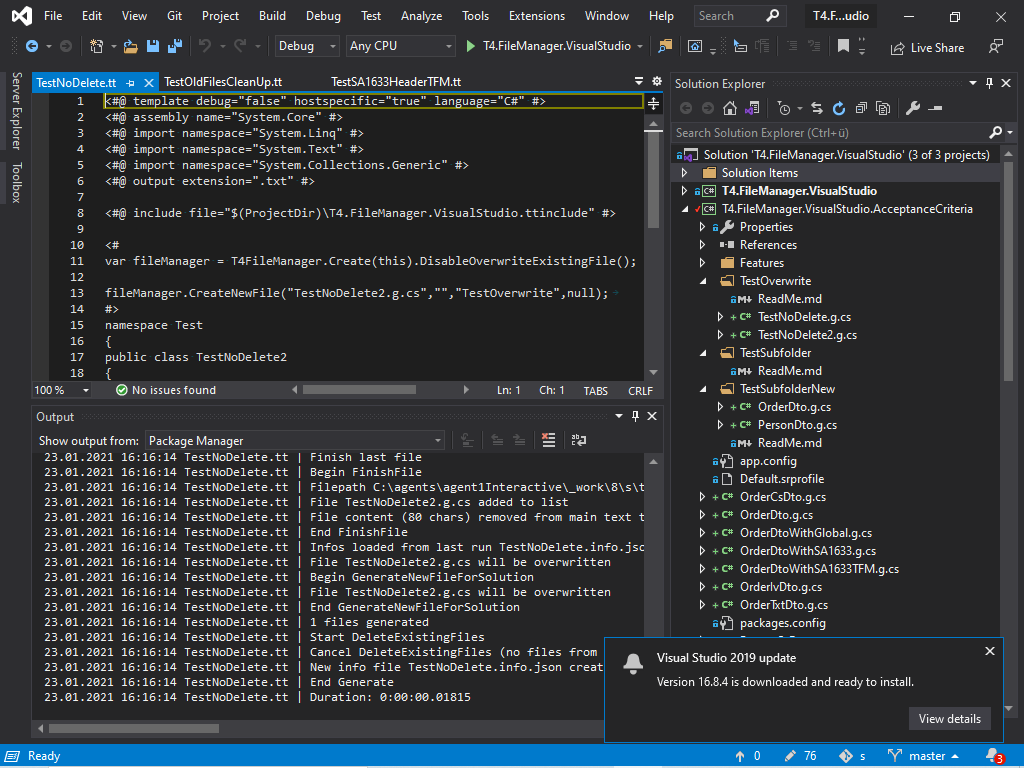 File Edit View Git Project Build Debug Test Analyze Tools Extensions Window Help Search T4.F...udio
Debug Any CPU T4.FileManager.VisualStudio Live Share
Server Explorer
Toolbox
TestNoDelete.tt TestOldFilesCleanUp.tt TestSA1633HeaderTFM.tt
1 <#@ template debug="false" hostspecific="true" language="C#" #>
2 <#@ assembly name="System.Core" #>
3 <#@ import namespace="System.Linq" #>
4 <#@ import namespace="System.Text" #>
5 <#@ import namespace="System.Collections.Generic" #>
6 <#@ output extension=".txt" #>
7
8 <#@ include file="$(ProjectDir)\T4.FileManager.VisualStudio.ttinclude" #>
9
10 <#
11 var fileManager = T4FileManager.Create(this).DisableOverwriteExistingFile();
12
13 fileManager.CreateNewFile("TestNoDelete2.g.cs","","TestOverwrite",null);
14 #>
15 namespace Test
16 {
17 public class TestNoDelete2
18 {
100 % No issues found Ln: 1 Ch: 1 TABS CRLF
Output
Show output from: Package Manager
23.01.2021 16:16:14 TestNoDelete.tt | Finish last file
23.01.2021 16:16:14 TestNoDelete.tt | Begin FinishFile
23.01.2021 16:16:14 TestNoDelete.tt | Filepath C:\agents\agent1Interactive\_work\8\s\t
23.01.2021 16:16:14 TestNoDelete.tt | File TestNoDelete2.g.cs added to list
23.01.2021 16:16:14 TestNoDelete.tt | File content (80 chars) removed from main text t
23.01.2021 16:16:14 TestNoDelete.tt | End FinishFile
23.01.2021 16:16:14 TestNoDelete.tt | Infos loaded from last run TestNoDelete.info.jso
23.01.2021 16:16:14 TestNoDelete.tt | File TestNoDelete2.g.cs will be overwritten
23.01.2021 16:16:14 TestNoDelete.tt | Begin GenerateNewFileForSolution
23.01.2021 16:16:14 TestNoDelete.tt | File TestNoDelete2.g.cs will be overwritten
23.01.2021 16:16:14 TestNoDelete.tt | End GenerateNewFileForSolution
23.01.2021 16:16:14 TestNoDelete.tt | 1 files generated
23.01.2021 16:16:14 TestNoDelete.tt | Start DeleteExistingFiles
23.01.2021 16:16:14 TestNoDelete.tt | Cancel DeleteExistingFiles (no files from
23.01.2021 16:16:14 TestNoDelete.tt | New info file TestNoDelete.info.json creat
23.01.2021 16:16:14 TestNoDelete.tt | End Generate
23.01.2021 16:16:14 TestNoDelete.tt | Duration: 0:00:00.01815
Solution Explorer
Search Solution Explorer (Ctrl+ü)
Solution 'T4.FileManager.VisualStudio' (3 of 3 projects)
Solution Items
C# T4.FileManager.VisualStudio
C# T4.FileManager.VisualStudio.AcceptanceCriteria
Properties
References
Features
TestOverwrite
M↓ ReadMe.md
+ C# TestNoDelete.g.cs
+ C# TestNoDelete2.g.cs
TestSubfolder
M↓ ReadMe.md
TestSubfolderNew
+ C# OrderDto.g.cs
+ C# PersonDto.g.cs
M↓ ReadMe.md
app.config
Default.srprofile
+ C# OrderCsDto.g.cs
+ C# OrderDto.g.cs
+ C# OrderDtoWithGlobal.g.cs
+ C# OrderDtoWithSA1633.g.cs
+ C# OrderDtoWithSA1633TFM.g.cs
+ C# OrderIvDto.g.cs
+ C# OrderTxtDto.g.cs
packages.config
Visual Studio 2019 update
Version 16.8.4 is downloaded and ready to install.
View details
Ready 0 76 s master 3